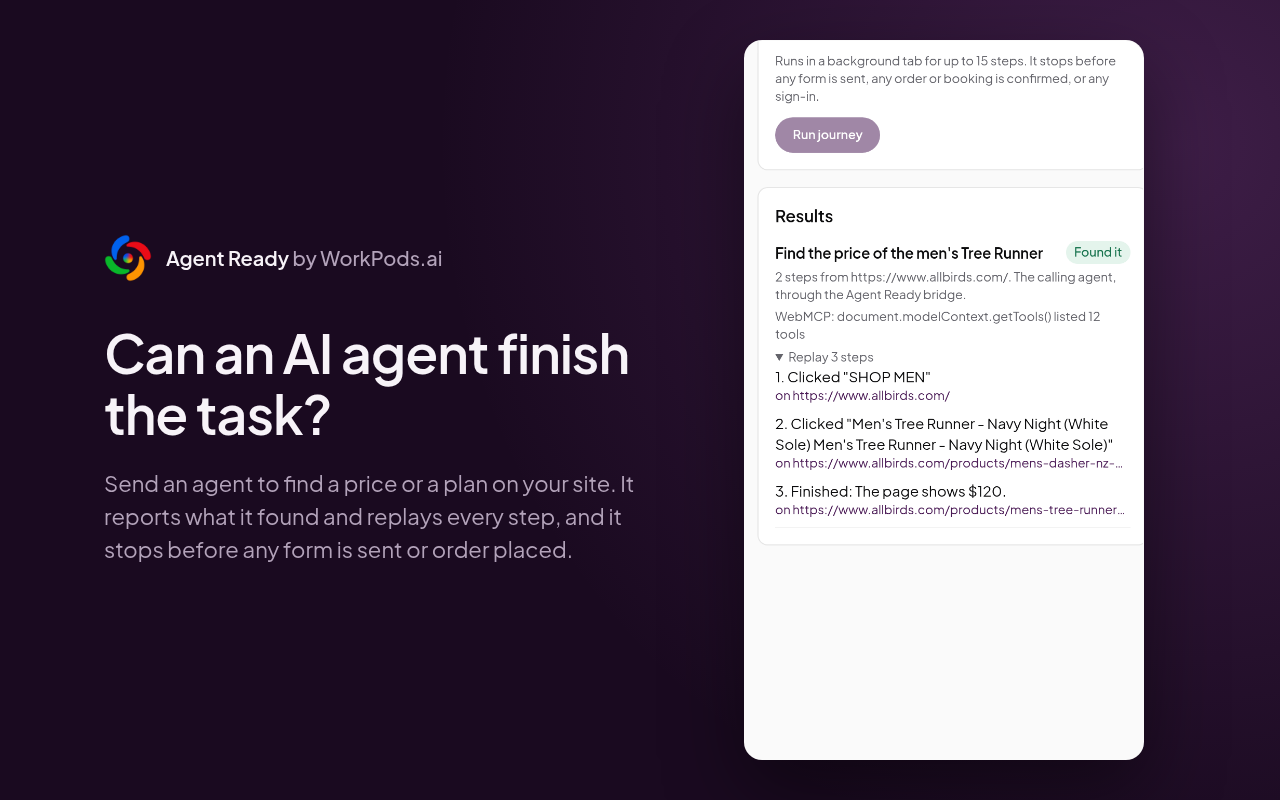 Agent Ready by WorkPods.ai
Can an AI agent finish
the task?
Send an agent to find a price or a plan on your site. It
reports what it found and replays every step, and it
stops before any form is sent or order placed.
Runs in a background tab for up to 15 steps. It stops before
any form is sent, any order or booking is confirmed, or any
sign-in.
Run journey
Results
Find the price of the men's Tree Runner
Found it
2 steps from https://www.allbirds.com/. The calling agent,
through the Agent Ready bridge.
WebMCP: document.modelContext.getTools() listed 12
tools
▼ Replay 3 steps
1. Clicked "SHOP MEN"
on https://www.allbirds.com/
2. Clicked "Men's Tree Runner - Navy Night (White
Sole) Men's Tree Runner - Navy Night (White Sole)"
on https://www.allbirds.com/products/mens-dasher-nz-…
3. Finished: The page shows $120.
on https://www.allbirds.com/products/mens-tree-runner…